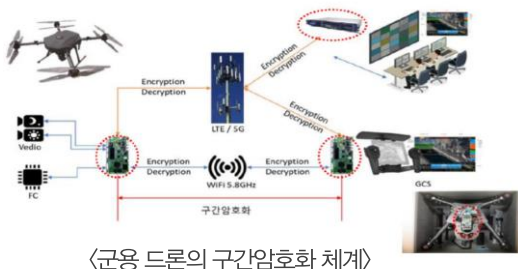 Encryption
Decryption
Encryption
Decryption
LTE / 5G
Encryption
Decryption
Vedio
FC
Encryption
Decryption
WiFi 5.8GHz
Encryption
Decryption
GCS
구간암호화
〈군용 드론의 구간암호화 체계〉